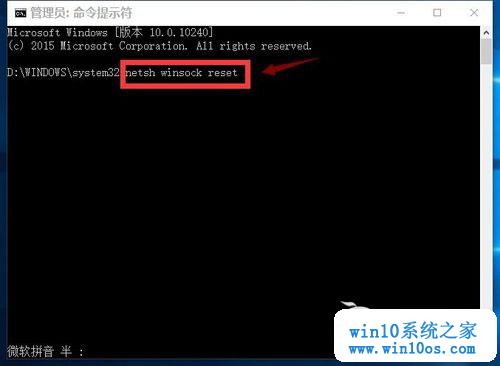 管理员: 命令提示符
Microsoft Windows [版本 10.0.10240]
(c) 2015 Microsoft Corporation. All rights reserved.
D:\WINDOWS\system32>netsh winsock reset
微软拼音 半 :
win10系统之家
www.win10os.com